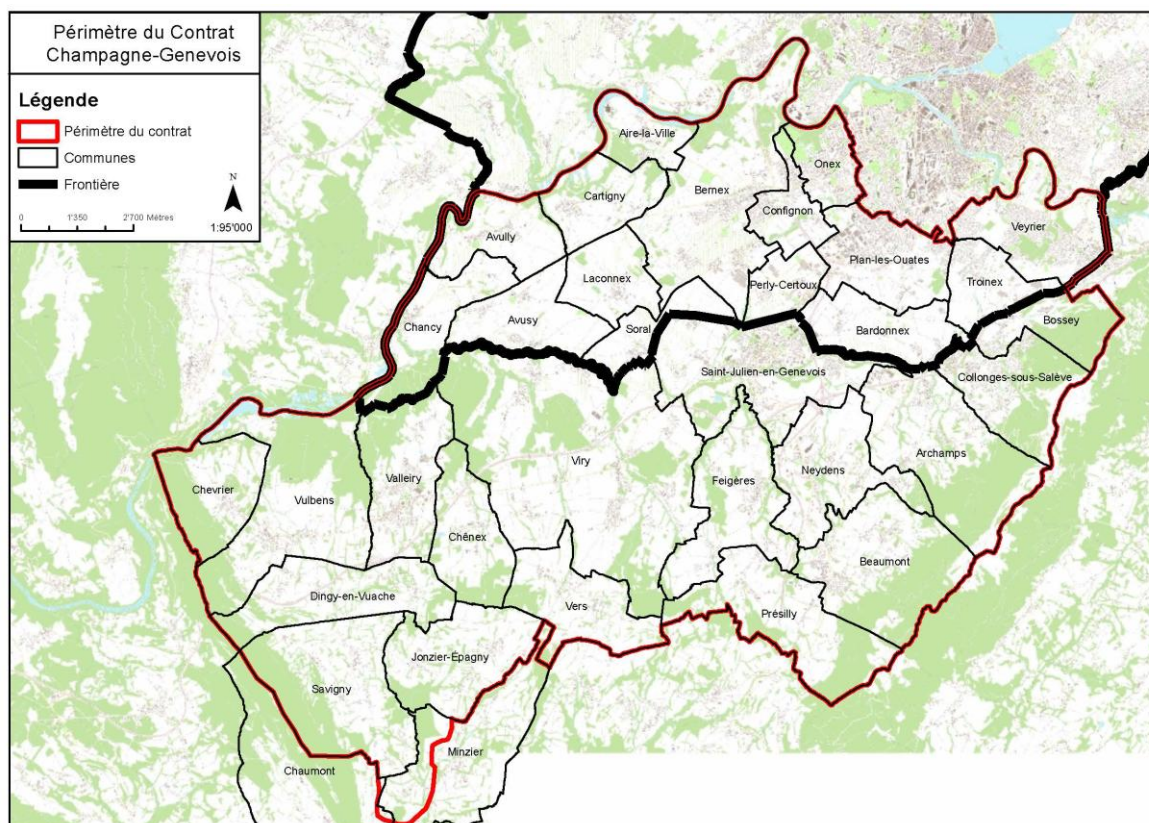 Périmètre du Contrat
Champagne-Genevois
Légende
Périmètre du contrat
Communes
Frontière
N
0 1'350 2'700 Mètres
1:95'000
Aire-la-Ville
Onex
Cartigny
Bernex
Confignon
Veyrier
Avully
Plan-les-Ouates
Laconnex
Perly-Certoux
Troinex
Chancy
Avusy
Soral
Bardonnex
Bossey
Saint-Julien-en-Genevois
Collonges-sous-Salève
Archamps
Viry
Neydens
Valleiry
Feigères
Chevrier
Vulbens
Chênex
Beaumont
Dingy-en-Vuache
Vers
Présilly
Jonzier-Épagny
Savigny
Minzier
Chaumont